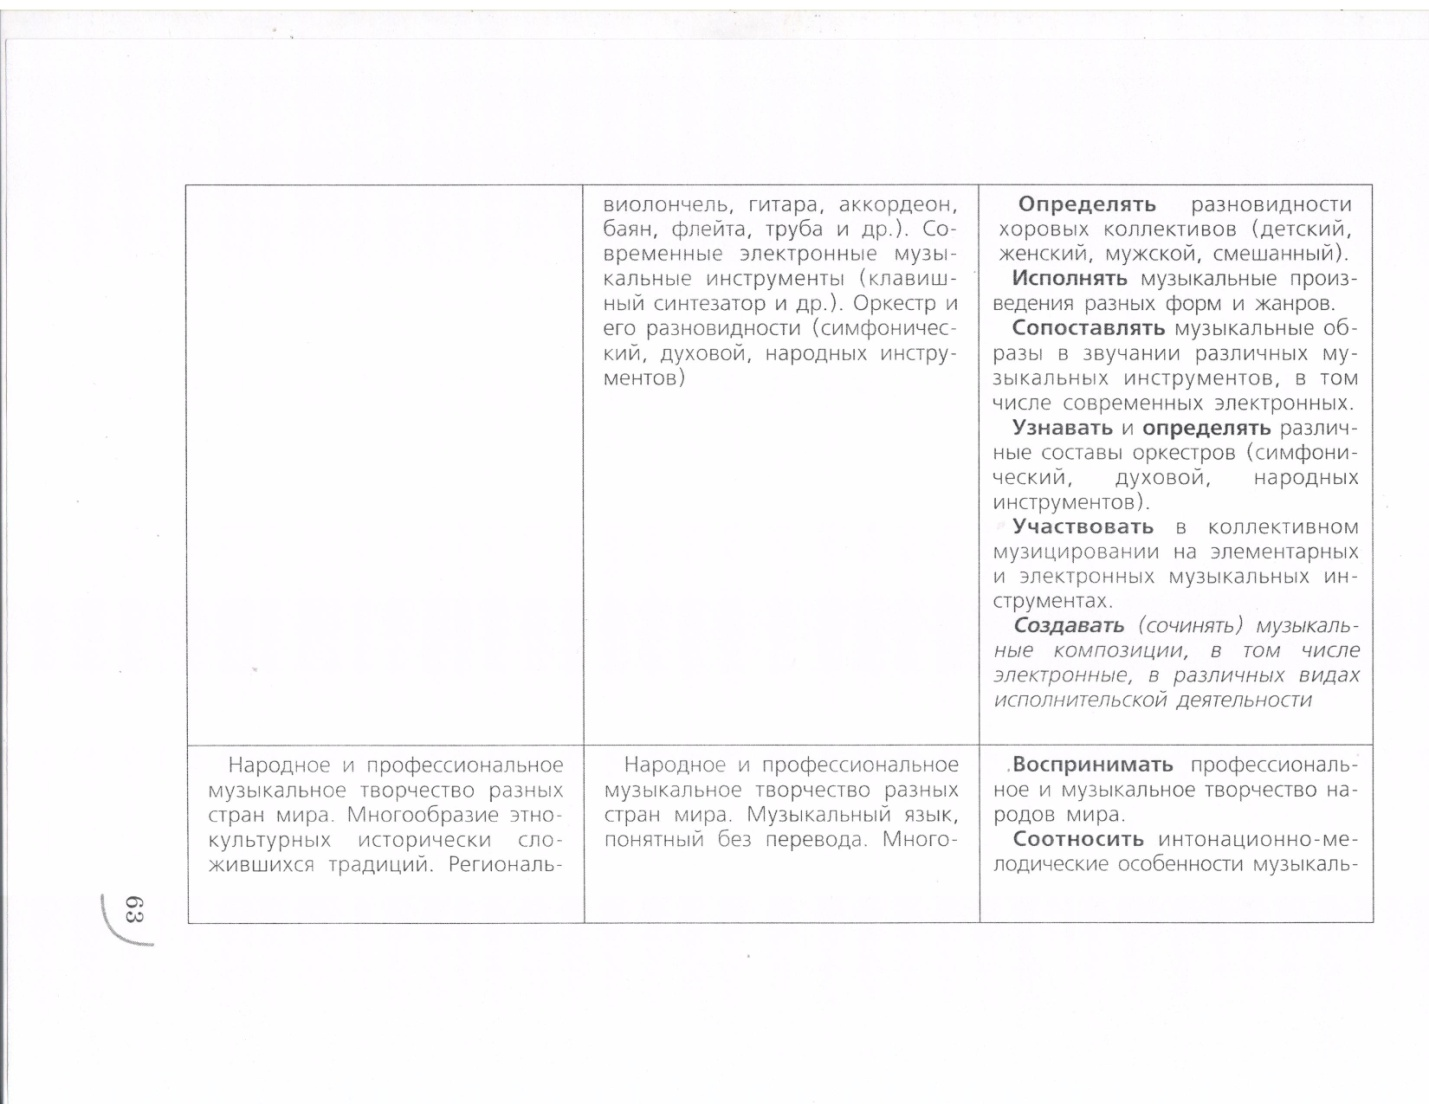 виолончель, гитара, аккордеон,
баян, флейта, труба и др.). Со-
временные электронные музы-
кальные инструменты (клавиш-
ный синтезатор и др.). Оркестр и
его разновидности (симфоничес-
кий, духовой, народных инстру-
ментов)
Определять разновидности
хоровых коллективов (детский,
женский, мужской, смешанный).
Исполнять музыкальные произ-
ведения разных форм и жанров.
Сопоставлять музыкальные об-
разы в звучании различных му-
зыкальных инструментов, в том
числе современных электронных.
Узнавать и определять различ-
ные составы оркестров (симфони-
ческий, духовой, народных
инструментов).
Участвовать в коллективном
музицировании на элементарных
и электронных музыкальных ин-
струментах.
Создавать (сочинять) музыкаль-
ные композиции, в том числе
электронные, в различных видах
исполнительской деятельности
Народное и профессиональное
музыкальное творчество разных
стран мира. Многообразие этно-
культурных исторически сло-
жившихся традиций. Региональ-
Народное и профессиональное
музыкальное творчество разных
стран мира. Музыкальный язык,
понятный без перевода. Много-
Воспринимать профессиональ-
ное и музыкальное творчество на-
родов мира.
Соотносить интонационно-ме-
лодические особенности музыкаль-
63